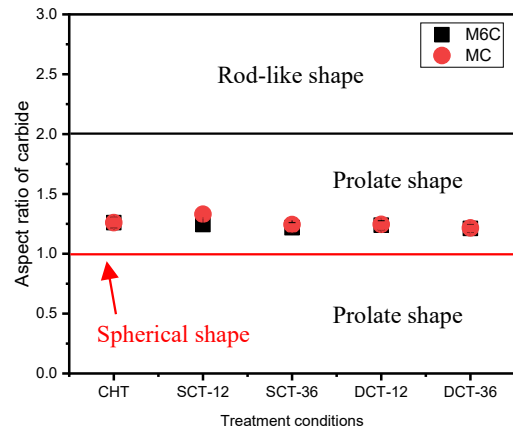 3.0
2.5
2.0
1.5
1.0
0.5
0.0
Aspect ratio of carbide
M6C
MC
Rod-like shape
Prolate shape
Spherical shape
Prolate shape
CHT SCT-12 SCT-36 DCT-12 DCT-36
Treatment conditions